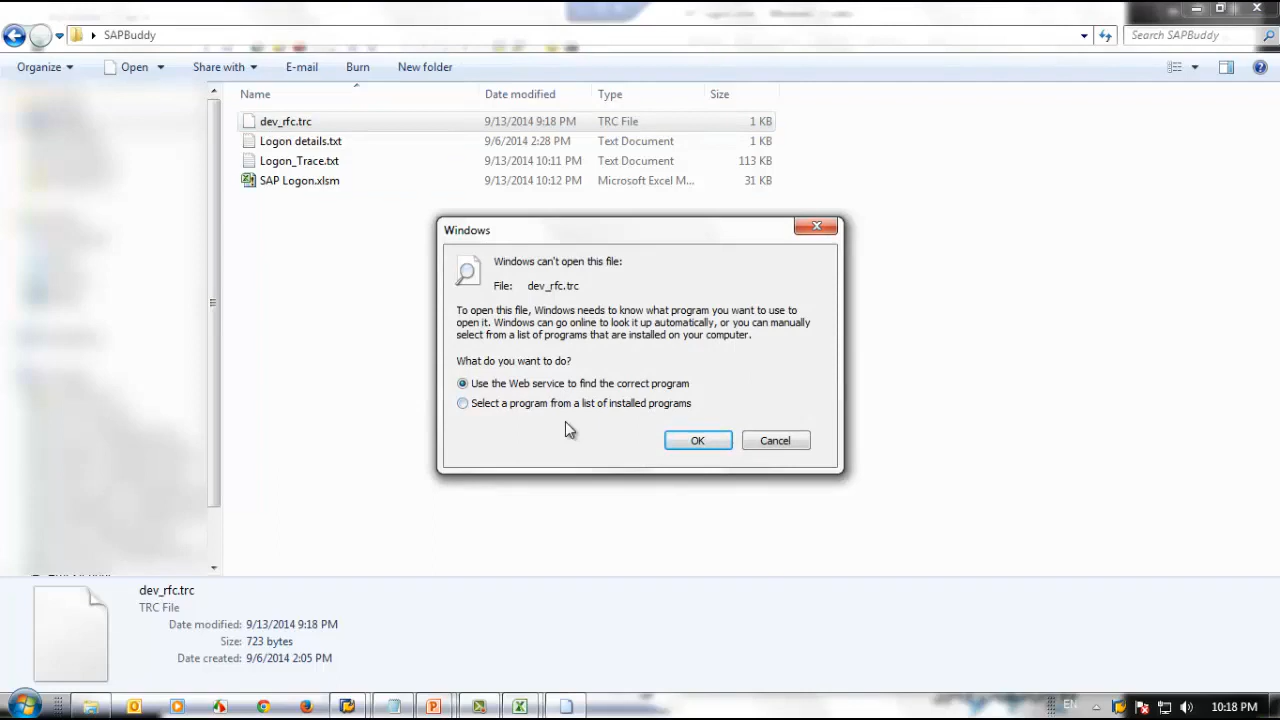 SAPBuddy
Search SAPBuddy
Organize Open Share with E-mail Burn New folder
Name Date modified Type Size
dev_rfc.trc 9/13/2014 9:18 PM TRC File 1 KB
Logon details.txt 9/6/2014 2:28 PM Text Document 1 KB
Logon_Trace.txt 9/13/2014 10:11 PM Text Document 113 KB
SAP Logon.xlsm 9/13/2014 10:12 PM Microsoft Excel M... 31 KB
Windows
Windows can't open this file:
File: dev_rfc.trc
To open this file, Windows needs to know what program you want to use to
open it. Windows can go online to look it up automatically, or you can manually
select from a list of programs that are installed on your computer.
What do you want to do?
Use the Web service to find the correct program
Select a program from a list of installed programs
OK Cancel
dev_rfc.trc
TRC File
Date modified: 9/13/2014 9:18 PM
Size: 723 bytes
Date created: 9/6/2014 2:05 PM
EN
10:18 PM